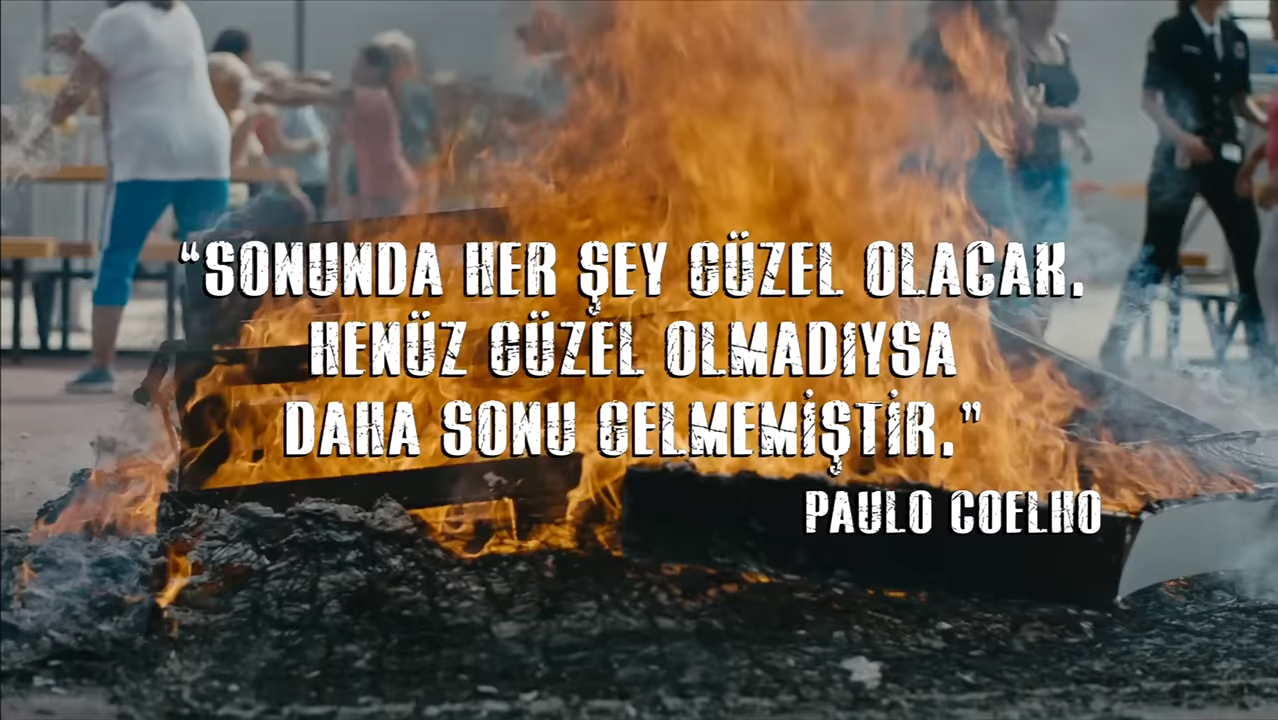 “SONUNDA HER ŞEY GÜZEL OLACAK.
HENÜZ GÜZEL OLMADIYSA
DAHA SONU GELMEMİŞTİR.”
PAULO COELHO